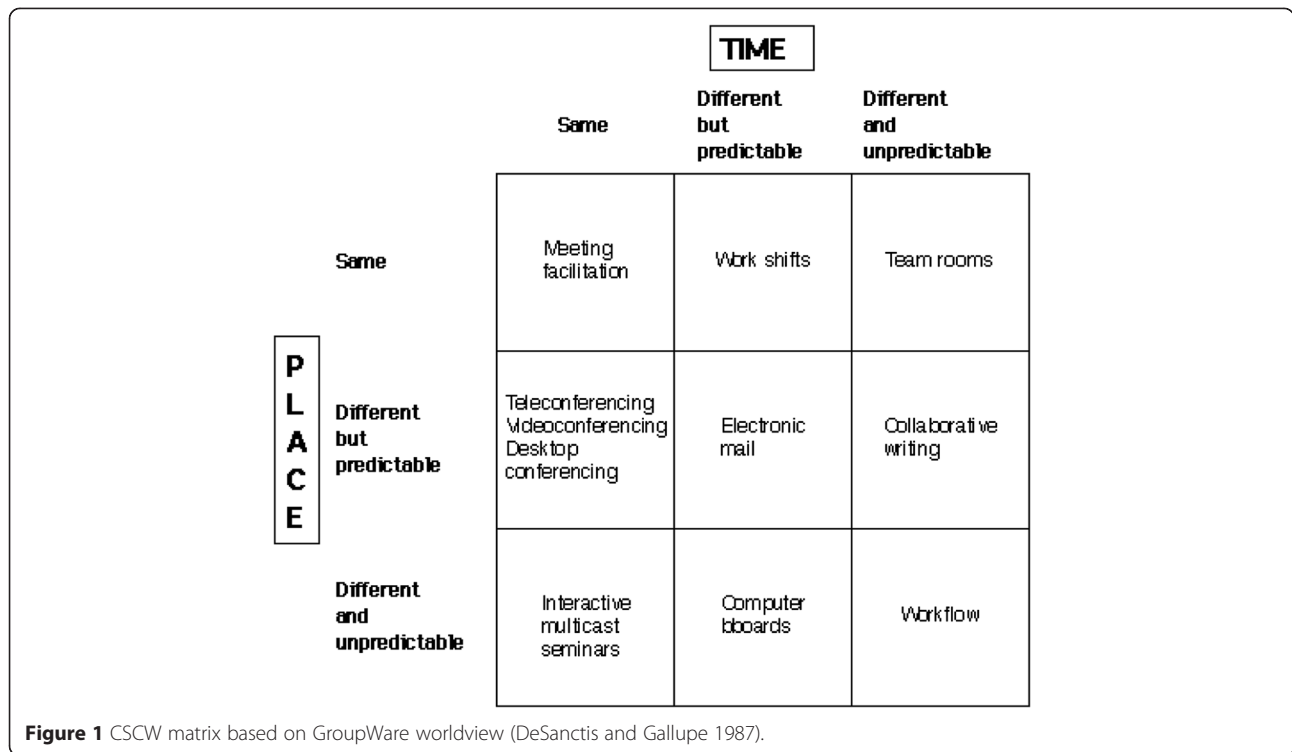 TIME
Same
Different
but
predictable
Different
and
unpredictable
PLACE
Same
Meeting
facilitation
Work shifts
Team rooms
Different
but
predictable
Teleconferencing
Videoconferencing
Desktop
conferencing
Electronic
mail
Collaborative
writing
Different
and
unpredictable
Interactive
multicast
seminars
Computer
bboards
Workflow
Figure 1 CSCW matrix based on GroupWare worldview (DeSanctis and Gallupe 1987).